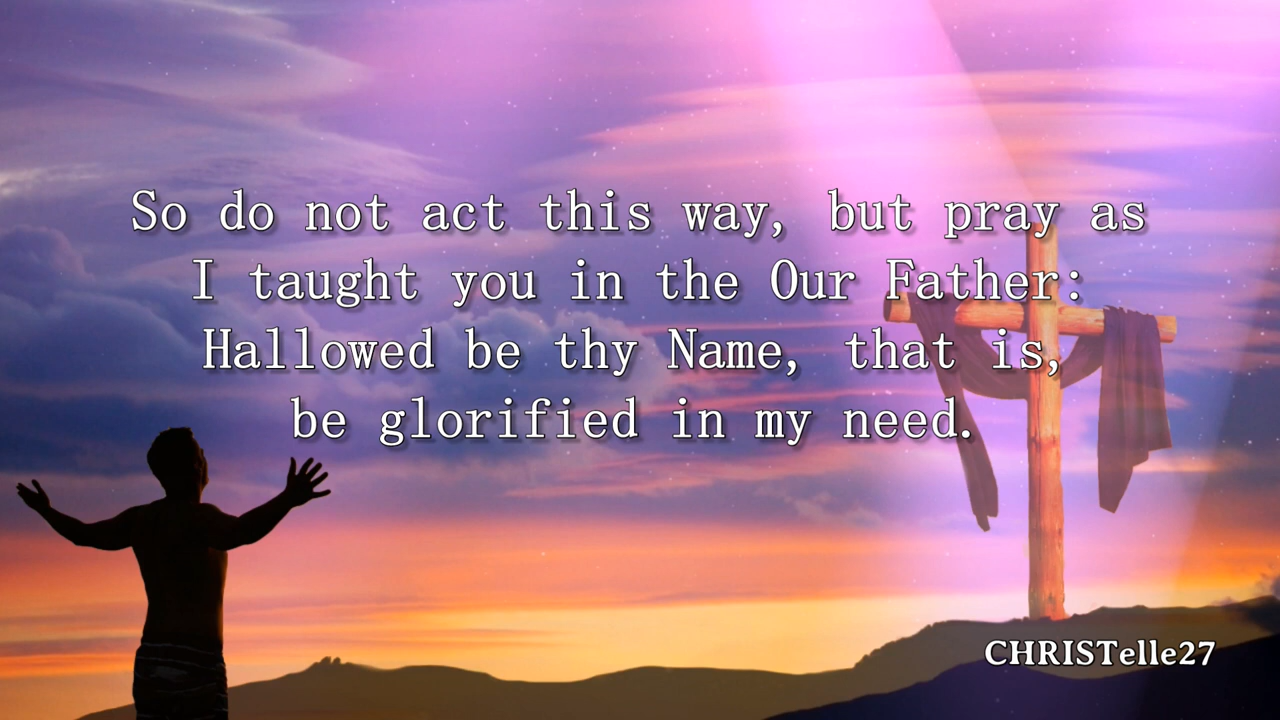 So do not act this way, but pray as
I taught you in the Our Father:
Hallowed be thy Name, that is,
be glorified in my need.
CHRISTelle27